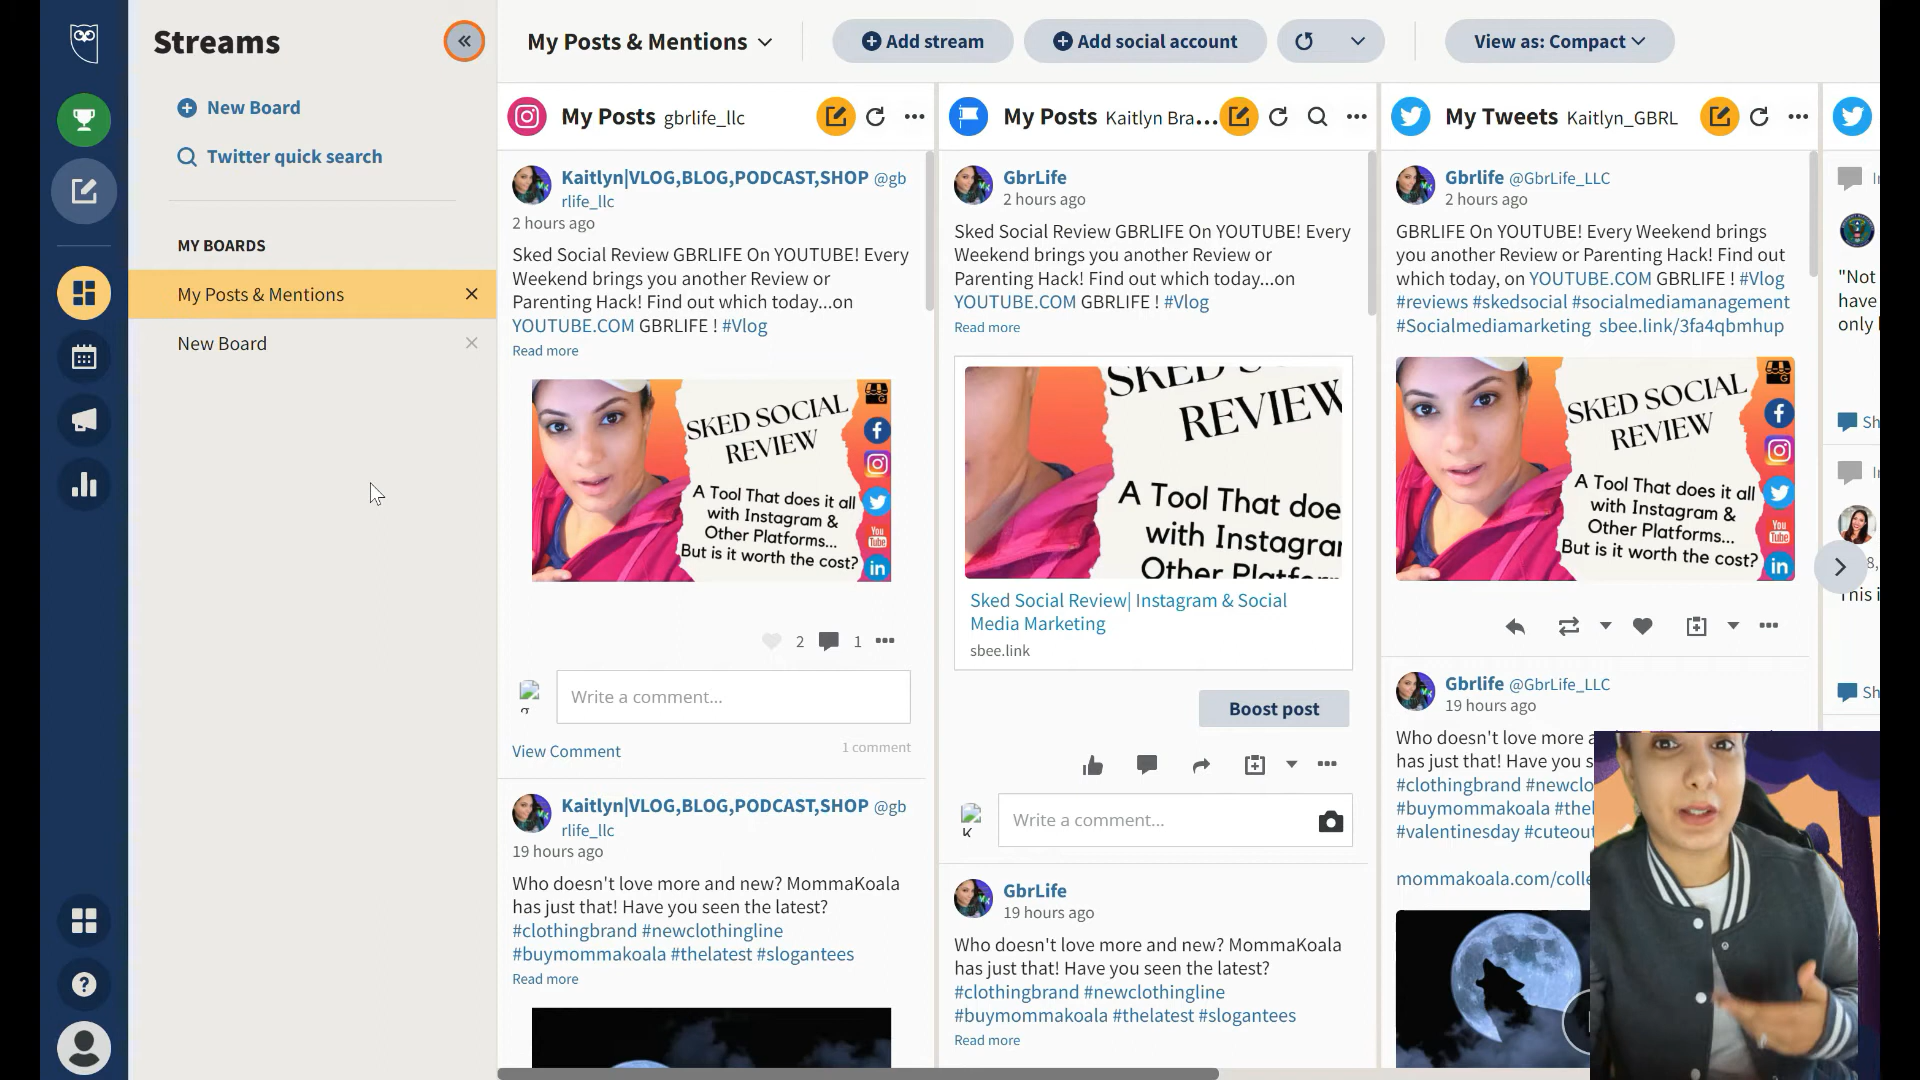 Streams
New Board
Twitter quick search
MY BOARDS
My Posts & Mentions
New Board
My Posts & Mentions
Add stream
Add social account
View as: Compact
My Posts gbrlife_llc
Kaitlyn|VLOG,BLOG,PODCAST,SHOP @gb
rlife_llc
2 hours ago
Sked Social Review GBRLIFE On YOUTUBE! Every
Weekend brings you another Review or
Parenting Hack! Find out which today...on
YOUTUBE.COM GBRLIFE ! #Vlog
Read more
SKED SOCIAL
REVIEW
A Tool That does it all
with Instagram &
Other Platforms...
But is it worth the cost?
You
Tube
in
2 1
Write a comment...
View Comment
1 comment
Kaitlyn|VLOG,BLOG,PODCAST,SHOP @gb
rlife_llc
19 hours ago
Who doesn't love more and new? MommaKoala
has just that! Have you seen the latest?
#clothingbrand #newclothingline
#buymommakoala #thelatest #slogantees
Read more
My Posts Kaitlyn Bra...
GbrLife
2 hours ago
Sked Social Review GBRLIFE On YOUTUBE! Every
Weekend brings you another Review or
Parenting Hack! Find out which today...on
YOUTUBE.COM GBRLIFE ! #Vlog
Read more
REVIEW
A Tool That doe
with Instagra
Other
Sked Social Review| Instagram & Social
Media Marketing
sbee.link
Boost post
Write a comment...
GbrLife
19 hours ago
Who doesn't love more and new? MommaKoala
has just that! Have you seen the latest?
#clothingbrand #newclothingline
#buymommakoala #thelatest #slogantees
Read more
My Tweets Kaitlyn_GBRL
Gbrlife @GbrLife_LLC
2 hours ago
GBRLIFE On YOUTUBE! Every Weekend brings
you another Review or Parenting Hack! Find out
which today, on YOUTUBE.COM GBRLIFE ! #Vlog
#reviews #skedsocial #socialmediamanagement
#Socialmediamarketing sbee.link/3fa4qbmhup
SKED SOCIAL
REVIEW
A Tool That does it all
with Instagram &
Other Platforms...
But is it worth the cost?
You
Tube
in
Gbrlife @GbrLife_LLC
19 hours ago
Who doesn't love more a
has just that! Have you s
#clothingbrand #newclo
#buymommakoala #thel
#valentinesday #cuteout
mommakoala.com/colle
"Not
have
only
Sh
8,
This i
Sh